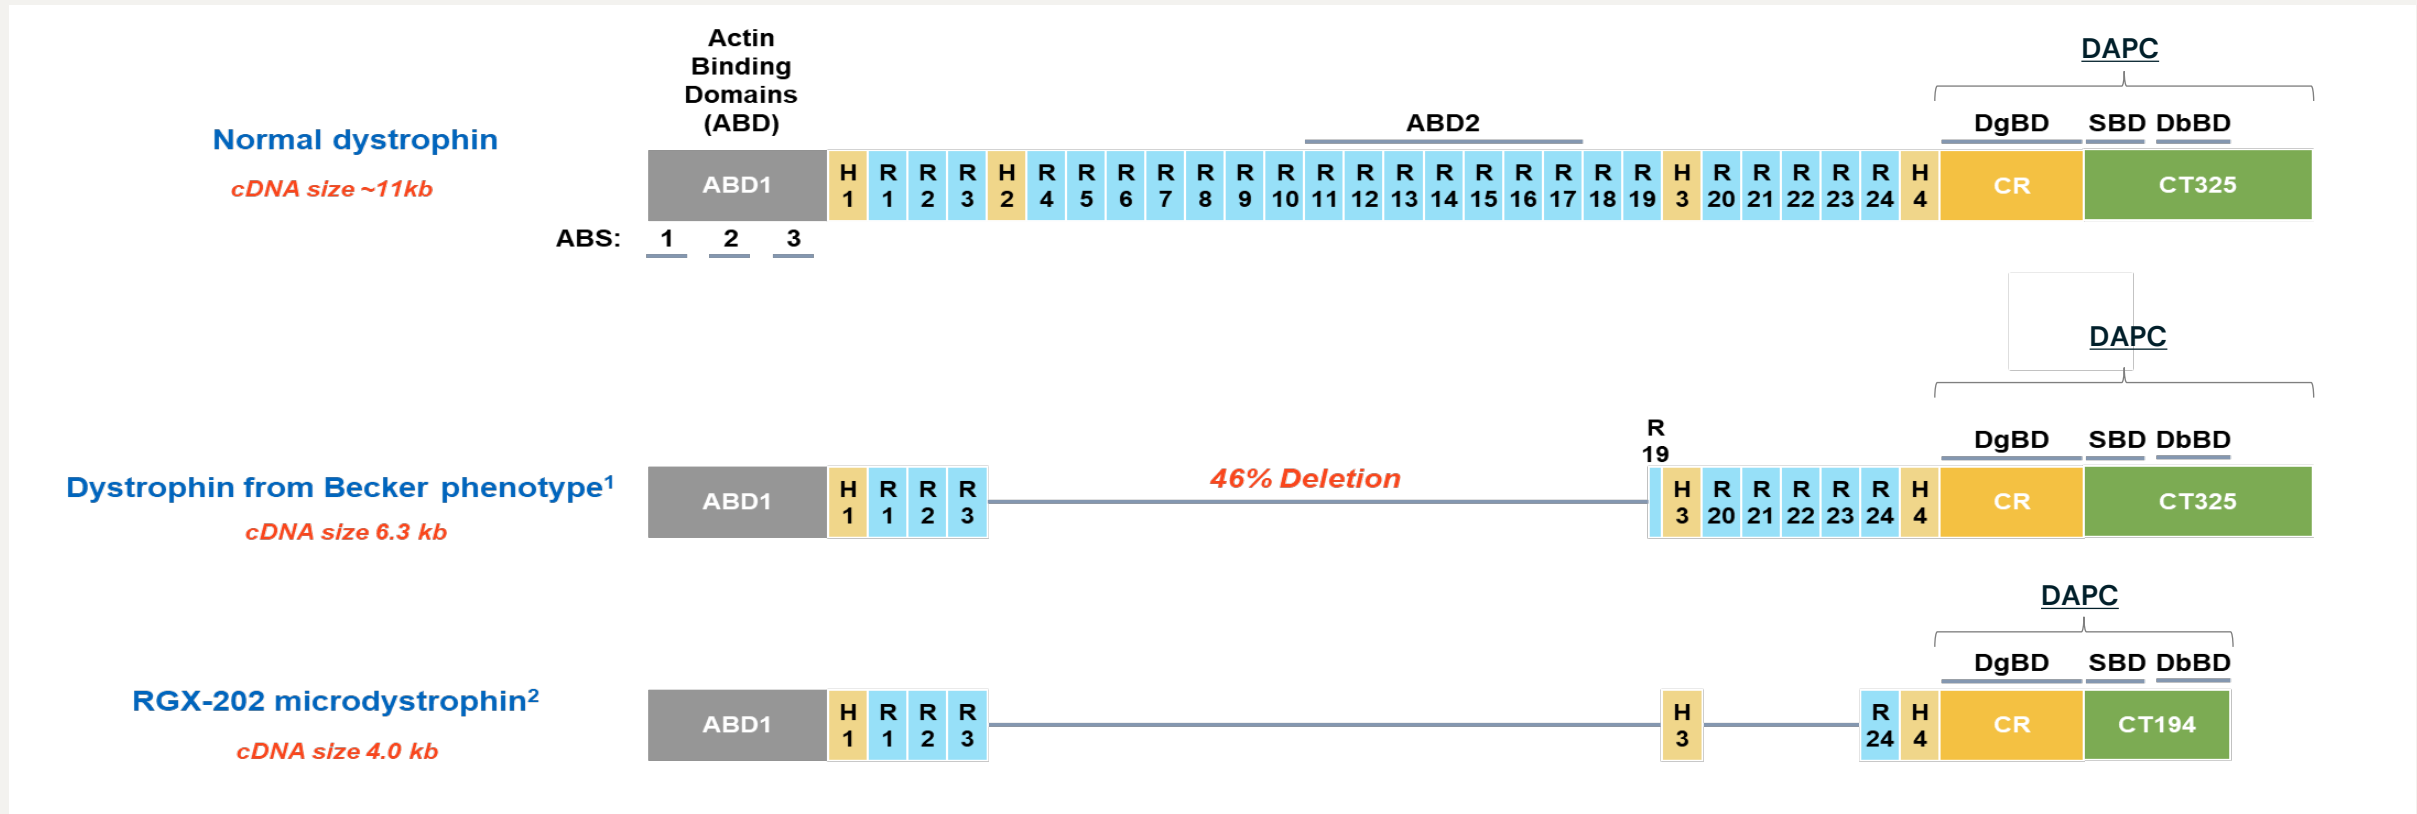 Actin
Binding
Domains
(ABD)
DAPC
ABD2
DgBD SBD DbBD
Normal dystrophin
cDNA size ~11kb
ABD1 H 1 R 1 R 2 R 3 H 2 R 4 R 5 R 6 R 7 R 8 R 9 R 10 R 11 R 12 R 13 R 14 R 15 R 16 R 17 R 18 R 19 H 3 R 20 R 21 R 22 R 23 R 24 H 4 CR CT325
ABS: 1 2 3
DAPC
DgBD SBD DbBD
R
19
46% Deletion
Dystrophin from Becker phenotype¹
cDNA size 6.3 kb
ABD1 H 1 R 1 R 2 R 3 H 3 R 20 R 21 R 22 R 23 R 24 H 4 CR CT325
DAPC
DgBD SBD DbBD
RGX-202 microdystrophin²
cDNA size 4.0 kb
ABD1 H 1 R 1 R 2 R 3 H 3 R 24 H 4 CR CT194